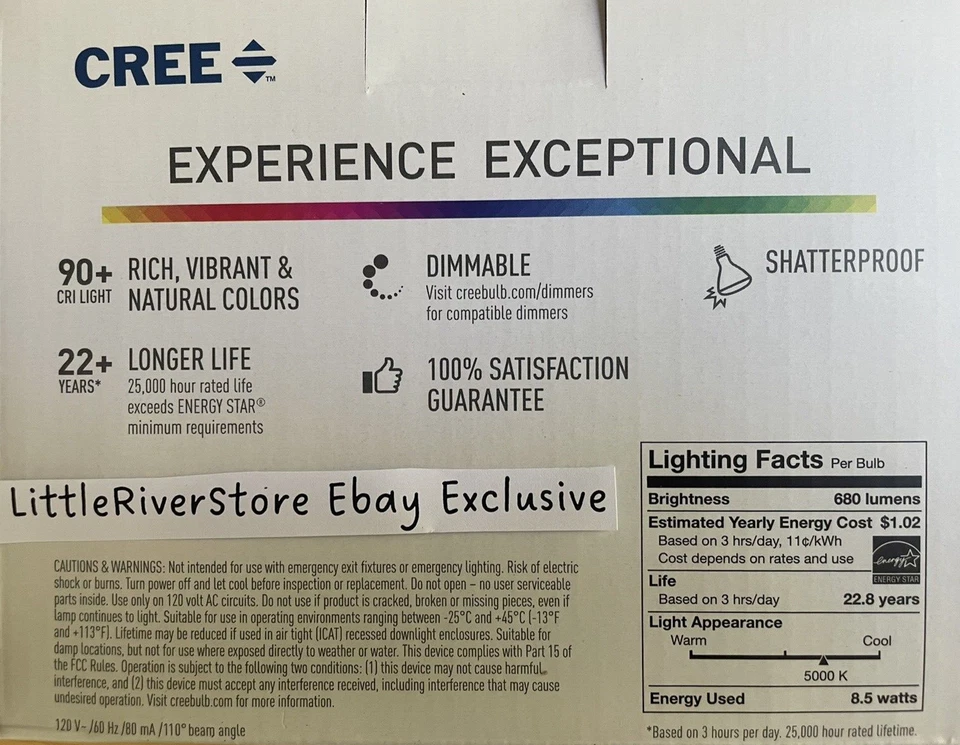 CREE TM
EXPERIENCE EXCEPTIONAL
90+ RICH, VIBRANT &
CRI LIGHT NATURAL COLORS
22+ LONGER LIFE
YEARS* 25,000 hour rated life
exceeds ENERGY STAR®
minimum requirements
DIMMABLE
Visit creebulb.com/dimmers
for compatible dimmers
100% SATISFACTION
GUARANTEE
SHATTERPROOF
LittleRiverStore Ebay Exclusive
CAUTIONS & WARNINGS: Not intended for use with emergency exit fixtures or emergency lighting. Risk of electric
shock or burns. Turn power off and let cool before inspection or replacement. Do not open – no user serviceable
parts inside. Use only on 120 volt AC circuits. Do not use if product is cracked, broken or missing pieces, even if
lamp continues to light. Suitable for use in operating environments ranging between -25°C and +45°C (-13°F
and +113°F). Lifetime may be reduced if used in air tight (ICAT) recessed downlight enclosures. Suitable for
damp locations, but not for use where exposed directly to weather or water. This device complies with Part 15 of
the FCC Rules. Operation is subject to the following two conditions: (1) this device may not cause harmful
interference, and (2) this device must accept any interference received, including interference that may cause
undesired operation. Visit creebulb.com for more information.
120 V~ /60 Hz /80 mA /110° beam angle
Lighting Facts Per Bulb
Brightness 680 lumens
Estimated Yearly Energy Cost $1.02
Based on 3 hrs/day, 11¢/kWh
Cost depends on rates and use
energy
ENERGY STAR
Life
Based on 3 hrs/day 22.8 years
Light Appearance
Warm Cool
5000 K
Energy Used 8.5 watts
*Based on 3 hours per day. 25,000 hour rated lifetime.